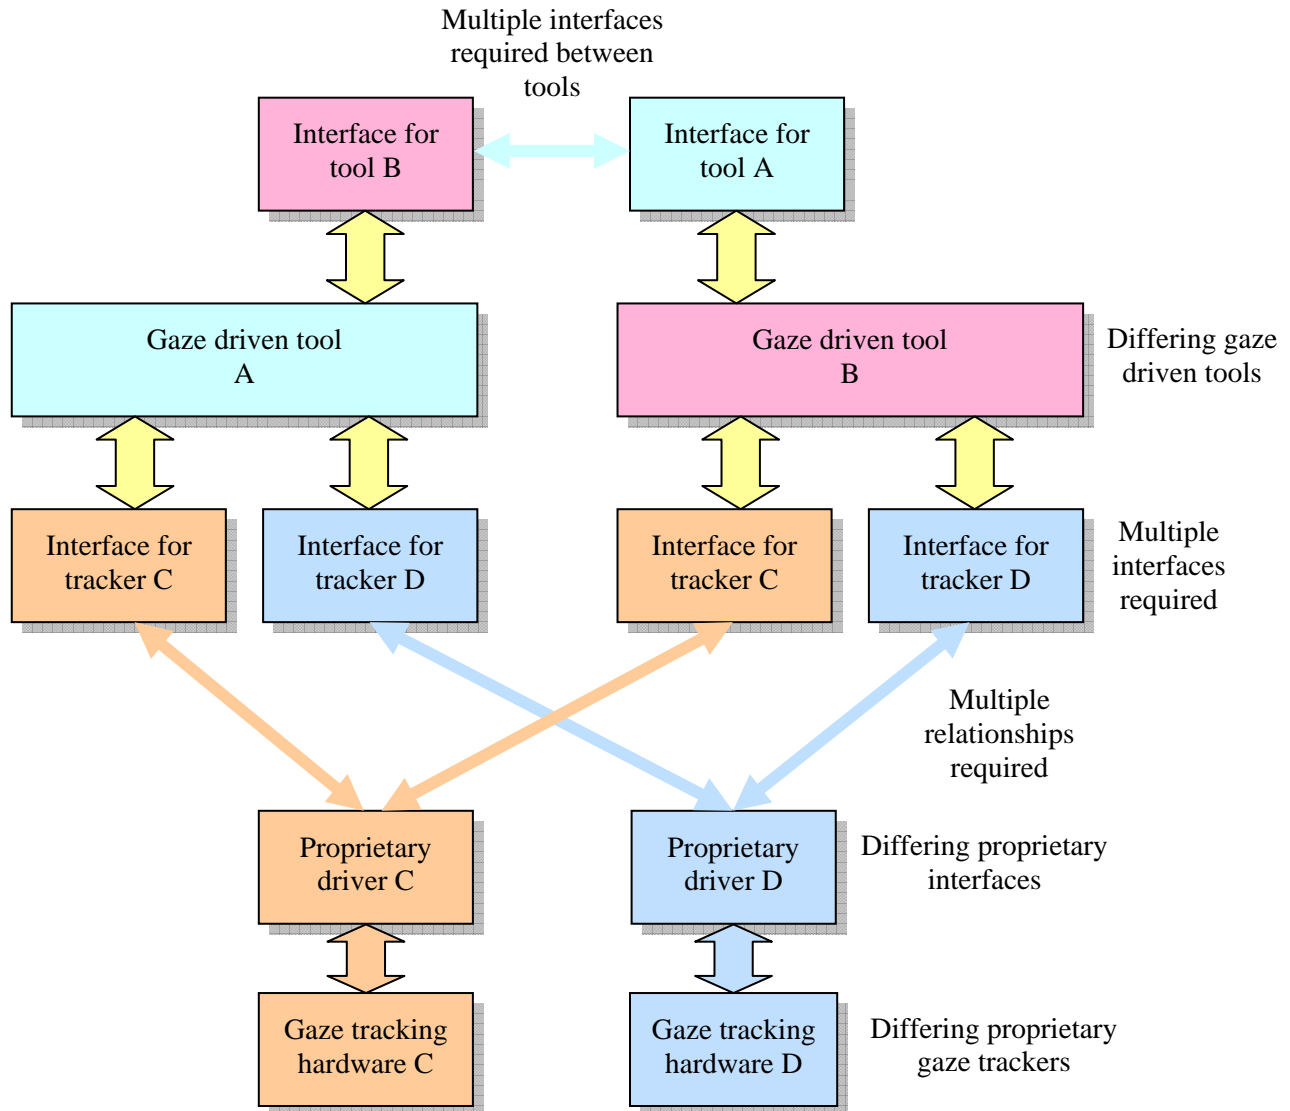 Multiple interfaces
required between
tools
Interface for
tool B
Interface for
tool A
Gaze driven tool
A
Gaze driven tool
B
Differing gaze
driven tools
Interface for
tracker C
Interface for
tracker D
Interface for
tracker C
Interface for
tracker D
Multiple
interfaces
required
Multiple
relationships
required
Proprietary
driver C
Proprietary
driver D
Differing proprietary
interfaces
Gaze tracking
hardware C
Gaze tracking
hardware D
Differing proprietary
gaze trackers